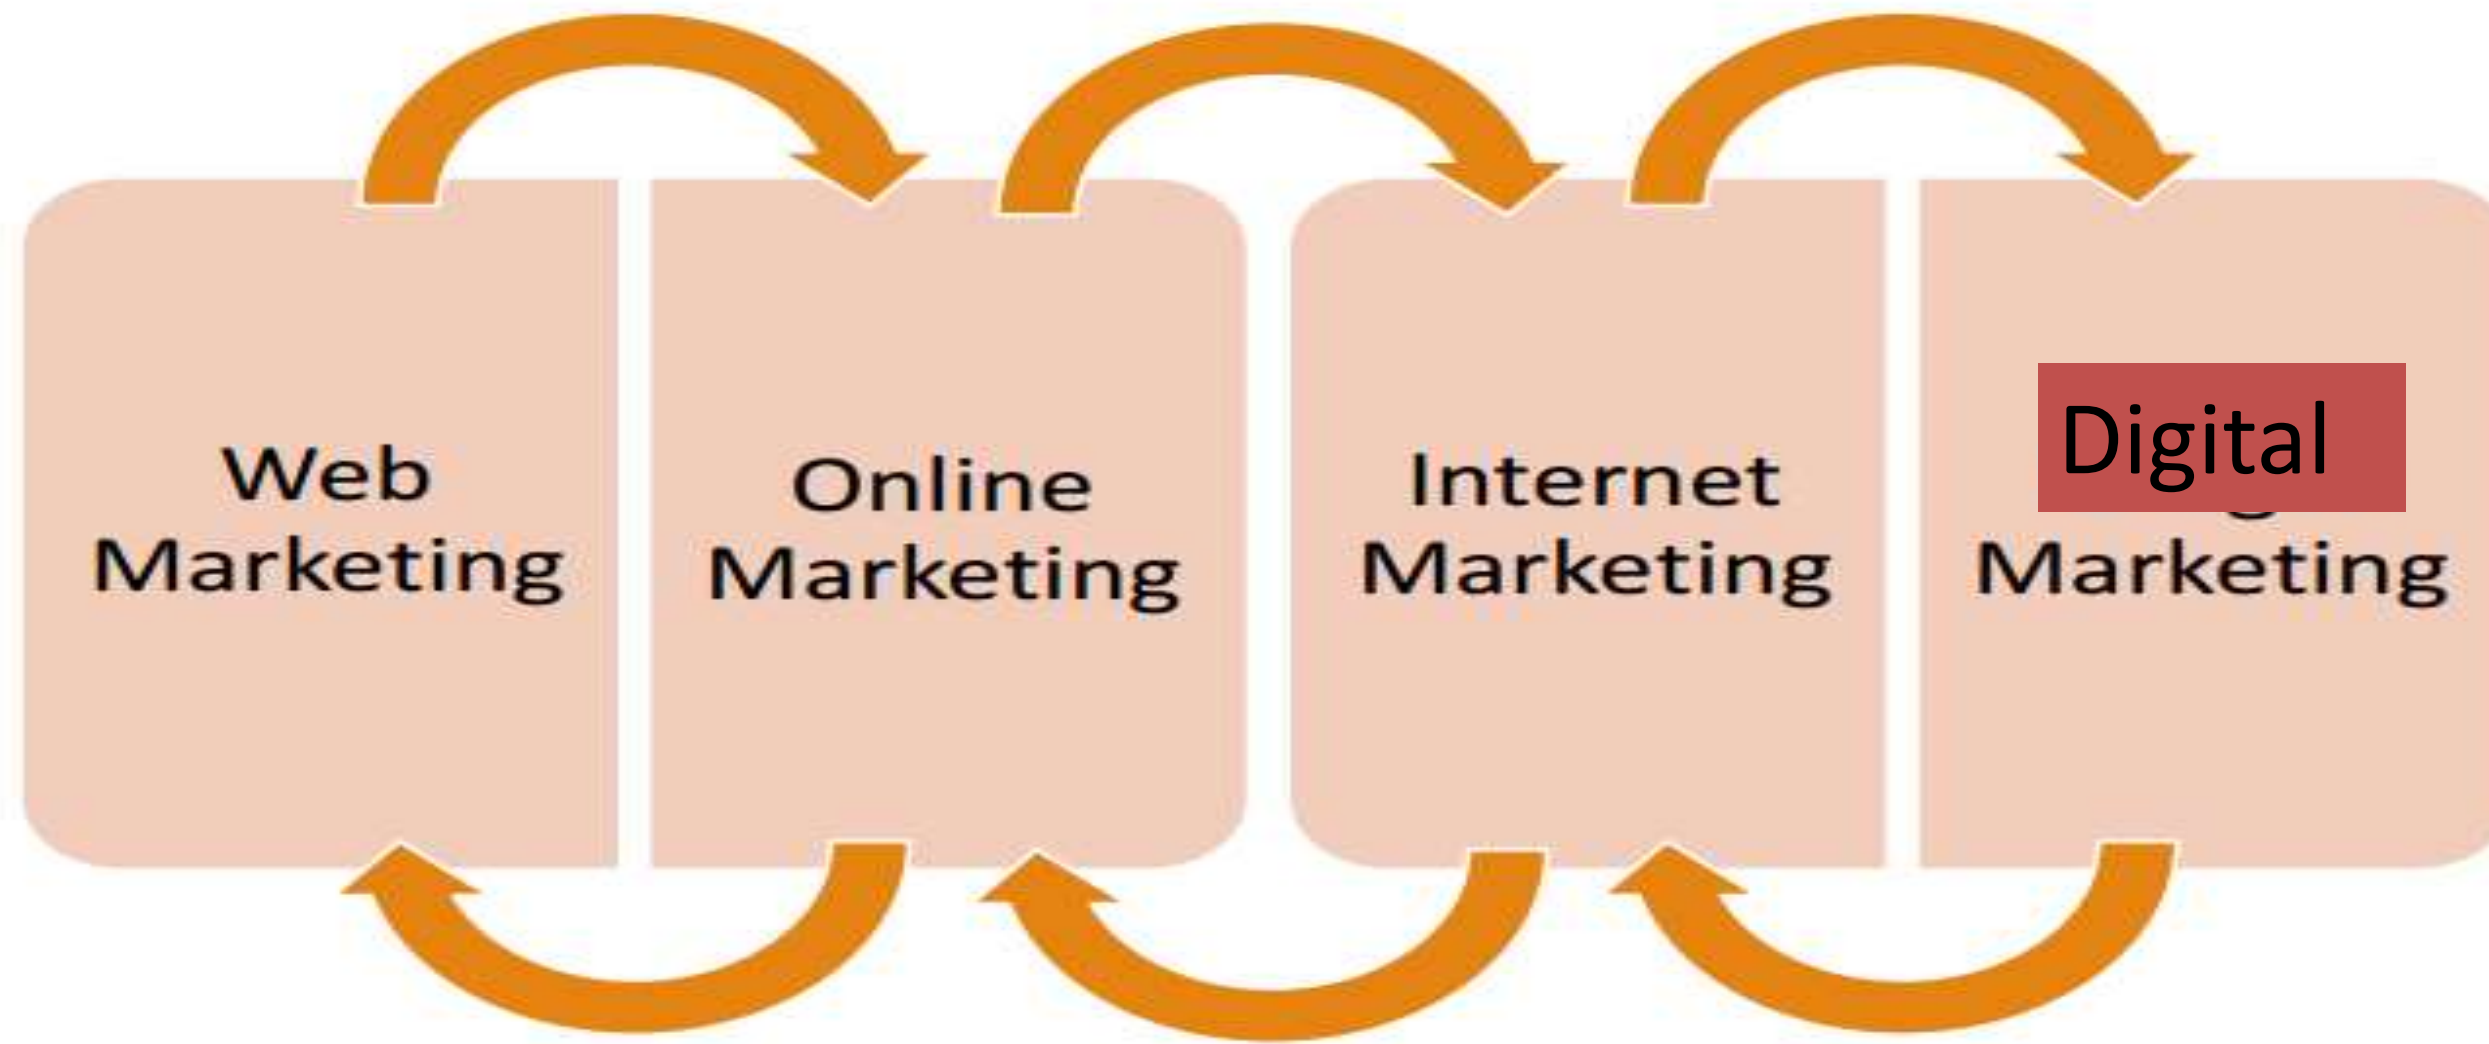 Web
Marketing
Online
Marketing
Internet
Marketing
Digital
Marketing